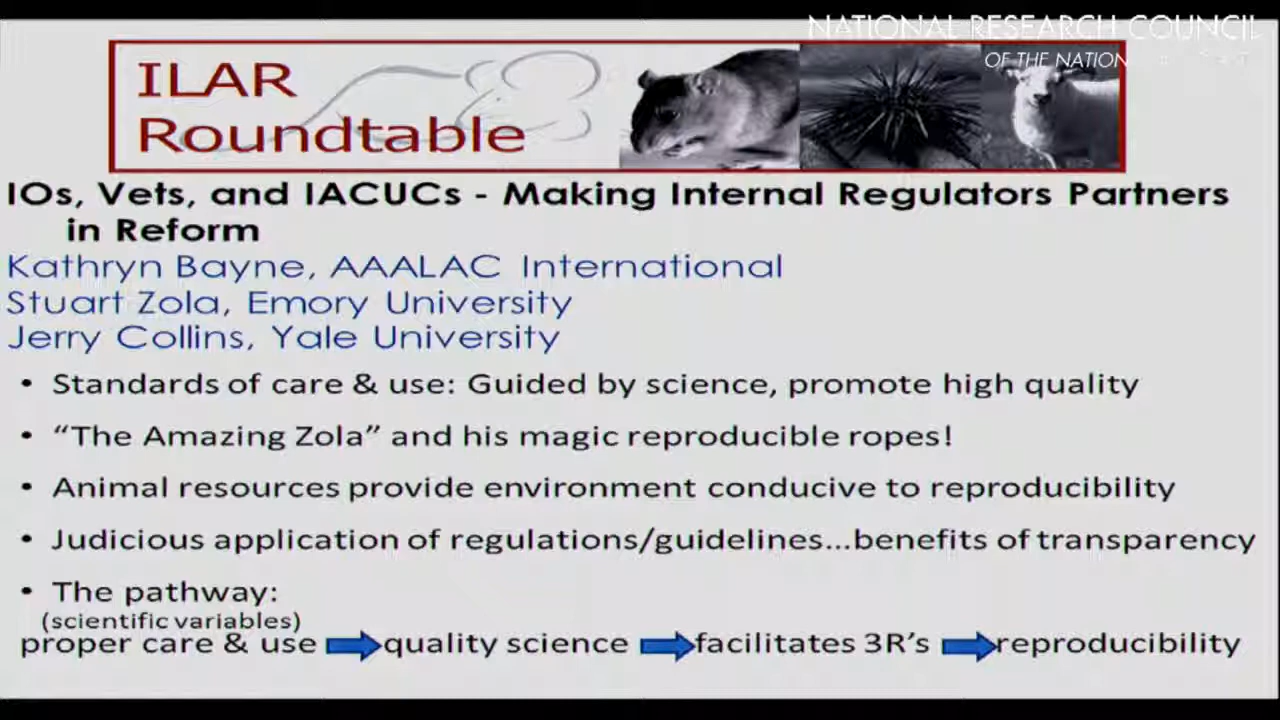 NATIONAL RESEARCH COUNCIL
OF THE NATION
ILAR
Roundtable
IOs, Vets, and IACUCs - Making Internal Regulators Partners
in Reform
Kathryn Bayne, AAALAC International
Stuart Zola, Emory University
Jerry Collins, Yale University
• Standards of care & use: Guided by science, promote high quality
• “The Amazing Zola” and his magic reproducible ropes!
• Animal resources provide environment conducive to reproducibility
• Judicious application of regulations/guidelines...benefits of transparency
• The pathway:
(scientific variables)
proper care & use quality science facilitates 3R’s reproducibility